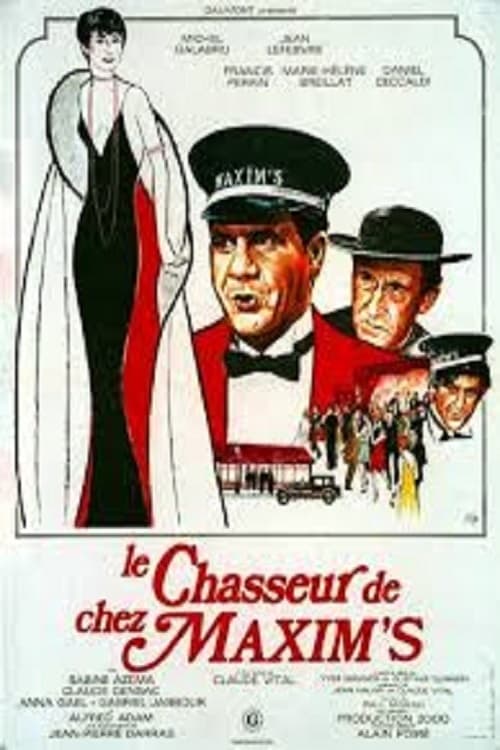 GAUMONT présente
MICHEL GALABRU
JEAN LEFEBVRE
FRANCIS PERRIN
MARIE-HÉLÈNE BREILLAT
DANIEL CECCALDI
MAXIM'S
le Chasseur de
chez MAXIM'S
SABINE AZEMA
CLAUDE GENSAC
ANNA GAEL - GABRIEL JABBOUR
ALFRED ADAM
JEAN-PIERRE DARRAS
CLAUDE VITAL
G
PRODUCTION 2000
ALAIN POIRÉ